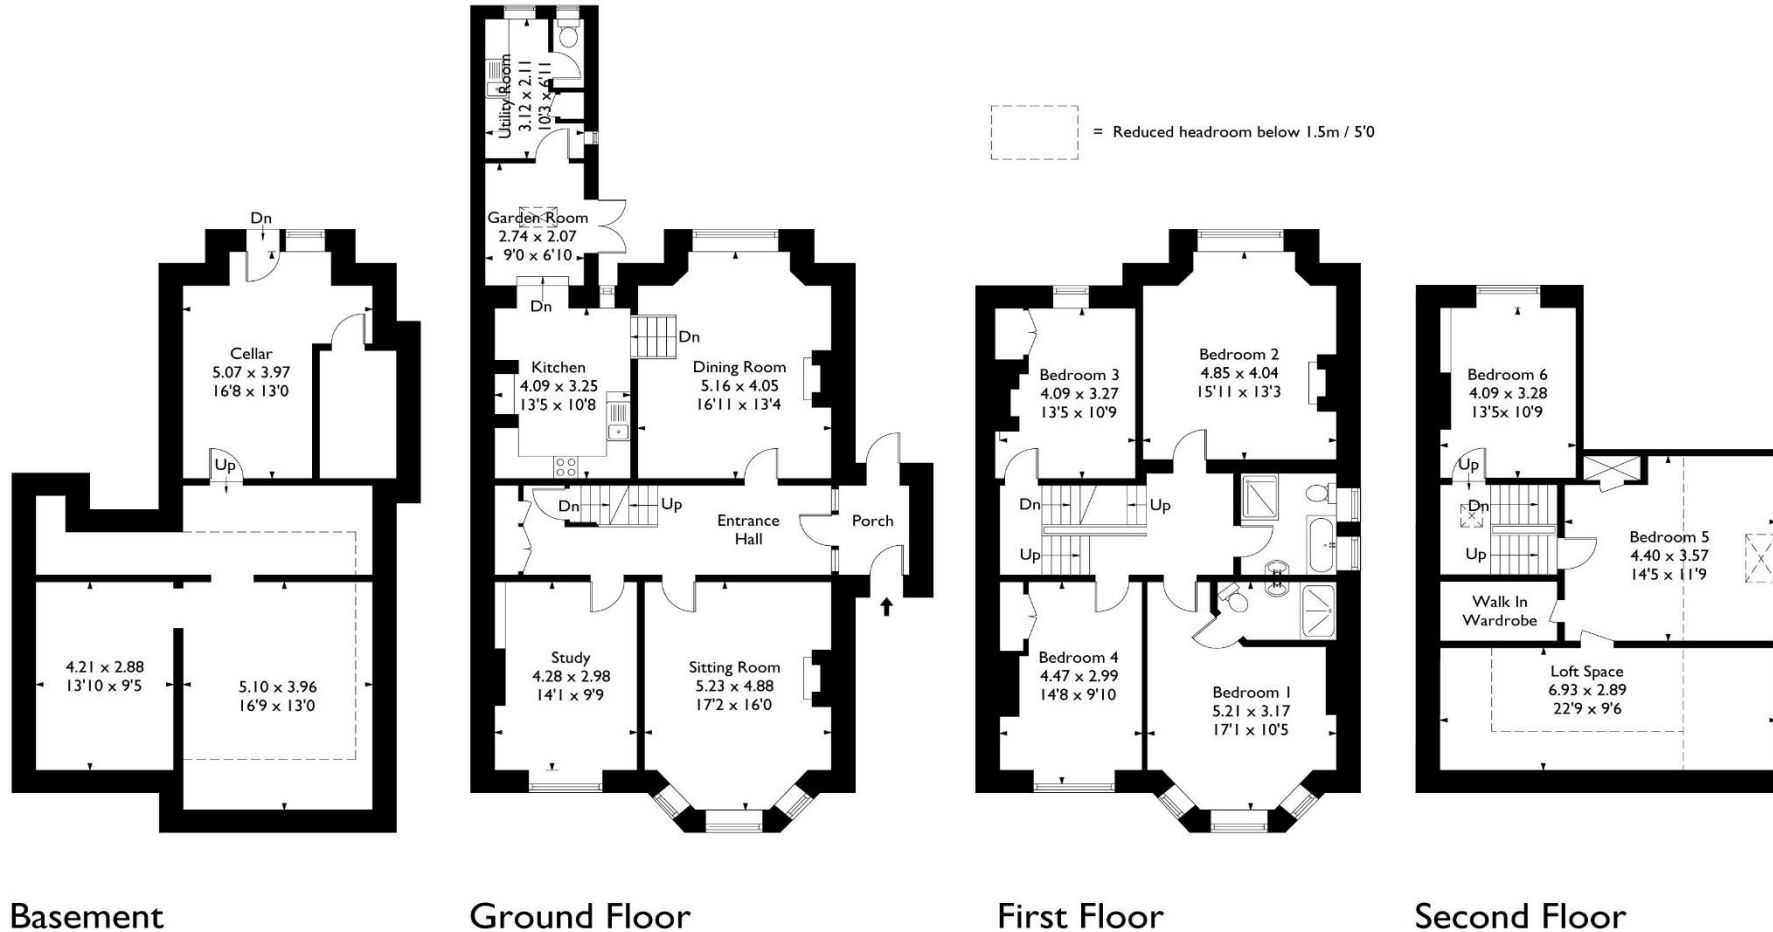 Dn
Cellar
5.07 x 3.97
16'8 x 13'0
Up
4.21 x 2.88
13'10 x 9'5
5.10 x 3.96
16'9 x 13'0
Basement
Utility Room
3.12 x 2.11
10'3 x 6'11
Garden Room
2.74 x 2.07
9'0 x 6'10
Dn
Kitchen
4.09 x 3.25
13'5 x 10'8
Dn
Dining Room
5.16 x 4.05
16'11 x 13'4
Dn
Up
Entrance
Hall
Porch
Study
4.28 x 2.98
14'1 x 9'9
Sitting Room
5.23 x 4.88
17'2 x 16'0
Ground Floor
= Reduced headroom below 1.5m / 5'0
Bedroom 3
4.09 x 3.27
13'5 x 10'9
Bedroom 2
4.85 x 4.04
15'11 x 13'3
Dn
Up
Up
Bedroom 4
4.47 x 2.99
14'8 x 9'10
Bedroom 1
5.21 x 3.17
17'1 x 10'5
First Floor
Bedroom 6
4.09 x 3.28
13'5x 10'9
Up
Dn
Up
Bedroom 5
4.40 x 3.57
14'5 x 11'9
Walk In
Wardrobe
Loft Space
6.93 x 2.89
22'9 x 9'6
Second Floor